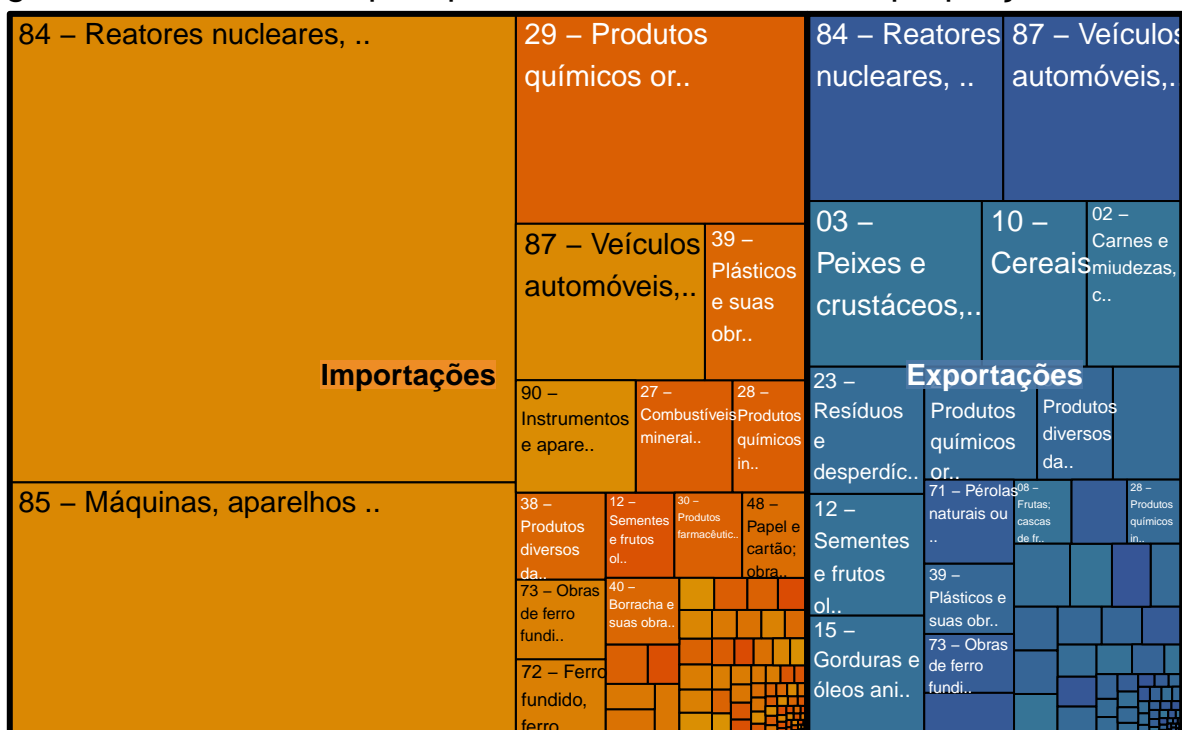 84 – Reatores nucleares, ..
85 – Máquinas, aparelhos ..
29 – Produtos
químicos or..
87 – Veículos
automóveis,..
39 –
Plásticos
e suas
obr..
Importações
90 –
Instrumentos
e apare..
27 –
Combustíveis
minerai..
28 –
Produtos
químicos
in..
38 –
Produtos
diversos
da..
12 –
Sementes
e frutos
ol..
30 –
Produtos
farmacêutic..
48 –
Papel e
cartão;
obra..
73 – Obras
de ferro
fundi..
40 –
Borracha e
suas obra..
72 – Ferro
fundido,
ferro
84 – Reatores
nucleares, ..
87 – Veículos
automóveis,..
03 –
Peixes e
crustáceos,..
10 –
Cereais
02 –
Carnes e
miudezas,
c..
Exportações
23 –
Resíduos
e
desperdíc..
Produtos
químicos
or..
Produtos
diversos
da..
12 –
Sementes
e frutos
ol..
71 – Pérolas
naturais ou
..
08 –
Frutas;
cascas
de fr..
28 –
Produtos
químicos
in..
39 –
Plásticos e
suas obr..
15 –
Gorduras e
óleos ani..
73 – Obras
de ferro
fundi..